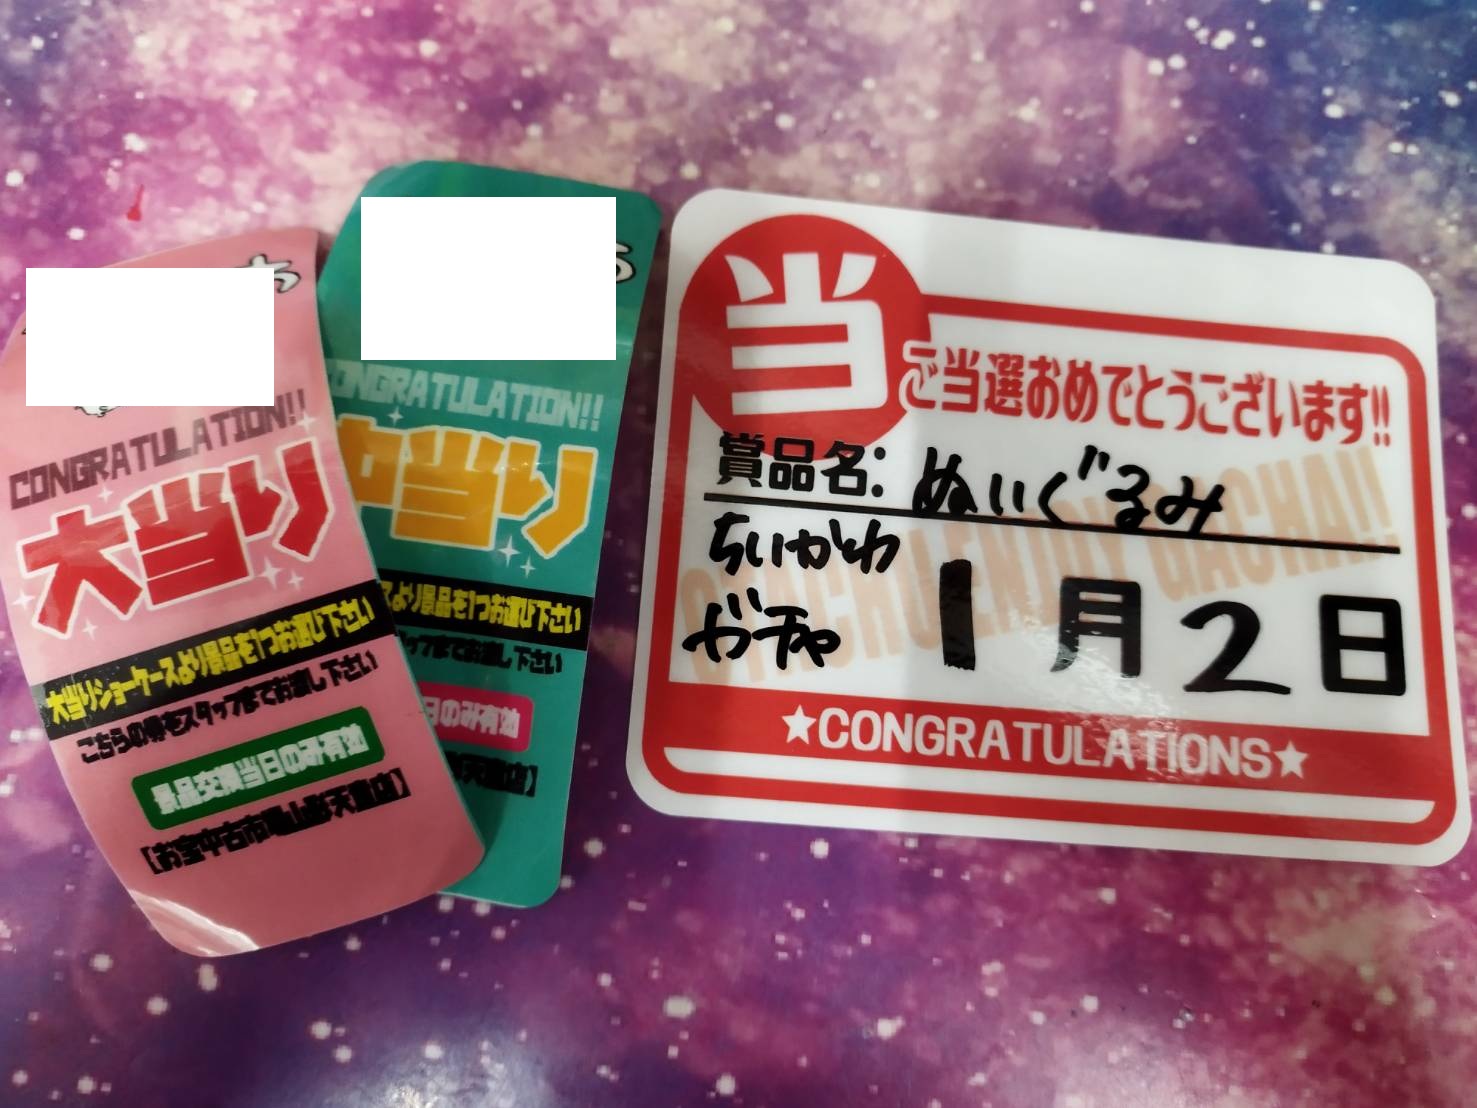 CONGRATULATION!!
大当り
大当りショーケースより景品を1つお選び下さい
こちらの券をスタッフまでお渡し下さい
景品交換当日のみ有効
【お宝中古市場山形天童店】
CONGRATULATION!!
中当り
スより景品を1つお選び下さい
ッフまでお渡し下さい
日のみ有効
天童店】
当
ご当選おめでとうございます!!
賞品名: ぬいぐるみ
ちいかわ
ガチャ
1月2日
ENJOY GACHA!!
★CONGRATULATIONS★